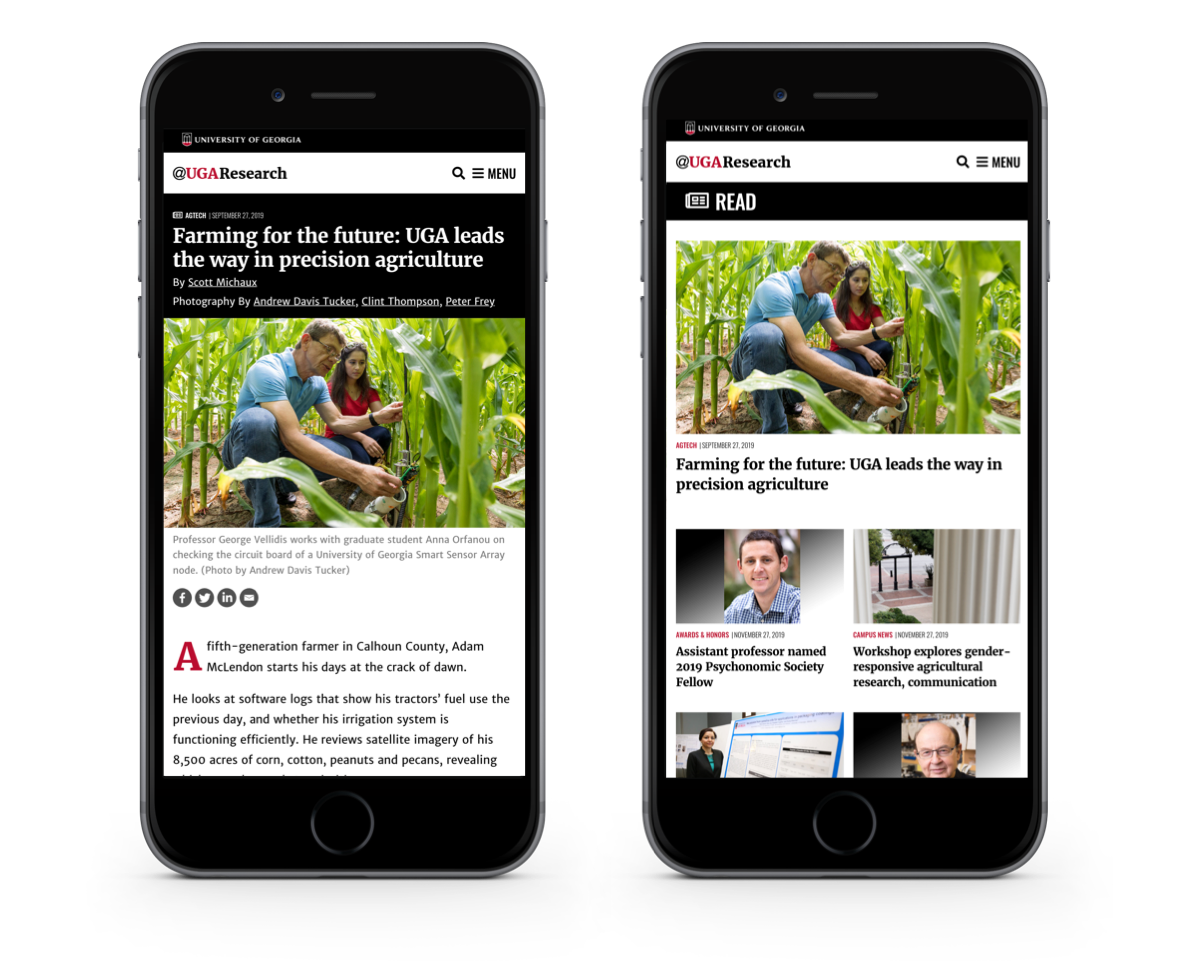 UNIVERSITY OF GEORGIA
@UGAResearch
MENU
AGTECH | SEPTEMBER 27, 2019
Farming for the future: UGA leads
the way in precision agriculture
By Scott Michaux
Photography By Andrew Davis Tucker, Clint Thompson, Peter Frey
Professor George Vellidis works with graduate student Anna Orfanou on
checking the circuit board of a University of Georgia Smart Sensor Array
node. (Photo by Andrew Davis Tucker)
A fifth-generation farmer in Calhoun County, Adam
McLendon starts his days at the crack of dawn.
He looks at software logs that show his tractors’ fuel use the
previous day, and whether his irrigation system is
functioning efficiently. He reviews satellite imagery of his
8,500 acres of corn, cotton, peanuts and pecans, revealing
UNIVERSITY OF GEORGIA
@UGAResearch
MENU
READ
AGTECH | SEPTEMBER 27, 2019
Farming for the future: UGA leads the way in
precision agriculture
AWARDS & HONORS | NOVEMBER 27, 2019
Assistant professor named
2019 Psychonomic Society
Fellow
CAMPUS NEWS | NOVEMBER 27, 2019
Workshop explores gender-
responsive agricultural
research, communication